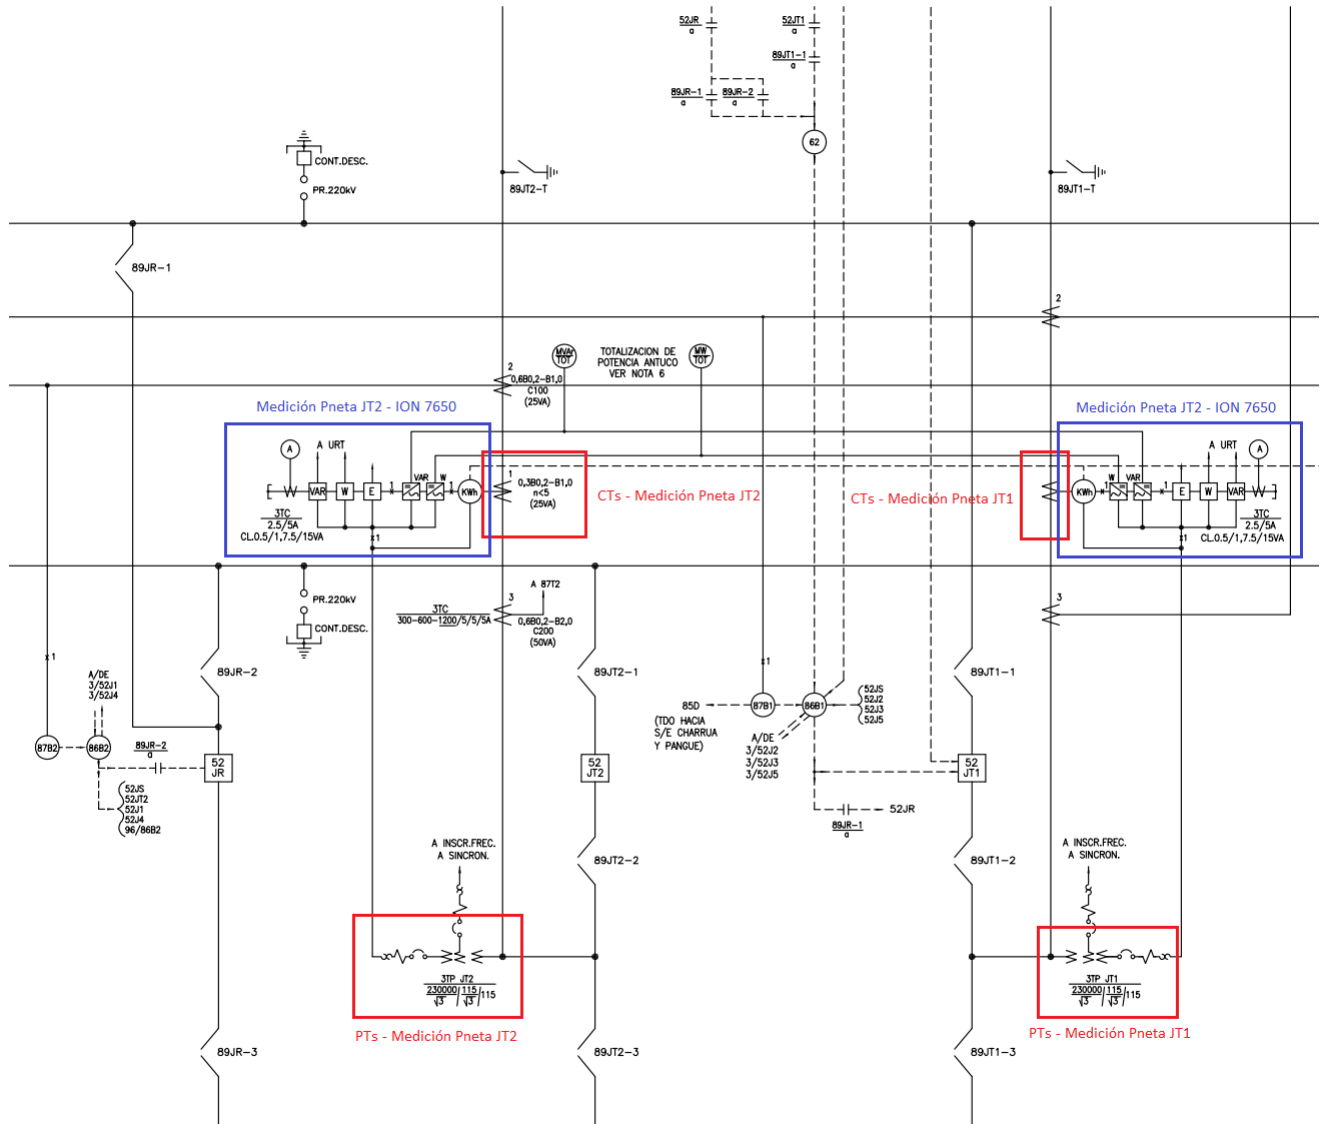 52JR
a
52JT1
a
89JT1-1
a
89JR-1
a
89JR-2
a
62
CONT.DESC.
PR.220kV
89JT2-T
89JT1-T
89JR-1
2
2
MVAr
TOT
TOTALIZACION DE
POTENCIA ANTUCO
VER NOTA 6
MW
TOT
0,6B0,2-B1,0
C100
(25VA)
Medición Pneta JT2 - ION 7650
Medición Pneta JT2 - ION 7650
A
A URT
VAR
W
E
1
VAR
W
1
KWh
3TC
2.5/5A
CL.0.5/1,7.5/15VA
1
1
0,3B0,2-B1,0
n<5
(25VA)
CTs - Medición Pneta JT2
CTs - Medición Pneta JT1
1
KWh
1
W
VAR
1
E
W
VAR
A URT
A
3TC
2.5/5A
CL.0.5/1,7.5/15VA
1
PR.220kV
CONT.DESC.
A 87T2
3
3TC
300-600-1200/5/5/5A
0,6B0,2-B2,0
C200
(50VA)
3
1
A/DE
3/52J1
3/52J4
89JR-2
89JT2-1
1
89JT1-1
87B2
86B2
89JR-2
a
52
JR
52
JT2
85D
(TDO HACIA
S/E CHARRUA
Y PANGUE)
87B1
86B1
52JS
52J2
52J3
52J5
A/DE
3/52J2
3/52J3
3/52J5
52
JT1
52JS
52JT2
52J1
52J4
96/86B2
89JR-1
a
52JR
A INSCR.FREC.
A SINCRON.
89JT2-2
89JT1-2
A INSCR.FREC.
A SINCRON.
3TP JT2
230000/√3/115/√3/115
3TP JT1
230000/√3/115/√3/115
PTs - Medición Pneta JT2
PTs - Medición Pneta JT1
89JR-3
89JT2-3
89JT1-3